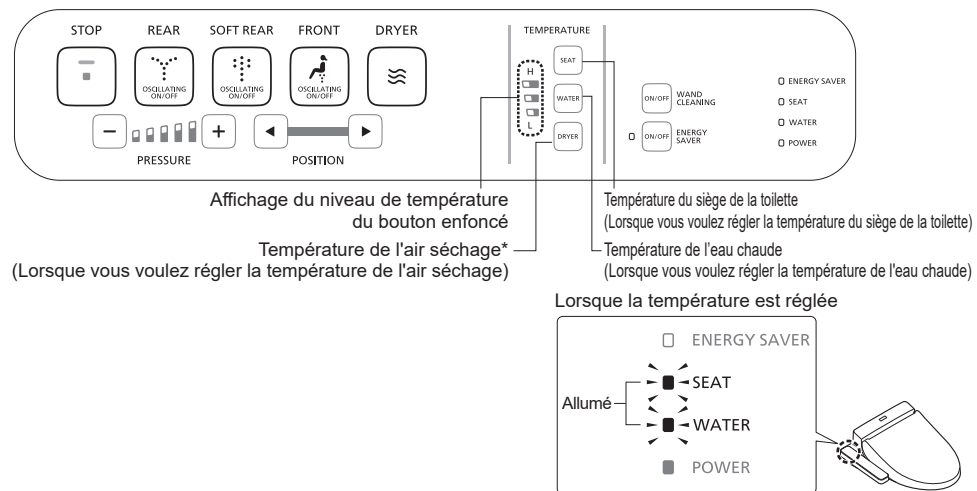 STOP
REAR
SOFT REAR
FRONT
DRYER
OSCILLATING
ON/OFF
OSCILLATING
ON/OFF
OSCILLATING
ON/OFF
PRESSURE
POSITION
TEMPERATURE
H
L
SEAT
WATER
DRYER
ON/OFF
WAND
CLEANING
ON/OFF
ENERGY
SAVER
ENERGY SAVER
SEAT
WATER
POWER
Affichage du niveau de température
du bouton enfoncé
Température de l'air séchage*
(Lorsque vous voulez régler la température de l'air séchage)
Température du siège de la toilette
(Lorsque vous voulez régler la température du siège de la toilette)
Température de l’eau chaude
(Lorsque vous voulez régler la température de l'eau chaude)
Lorsque la température est réglée
ENERGY SAVER
SEAT
Allumé
WATER
POWER